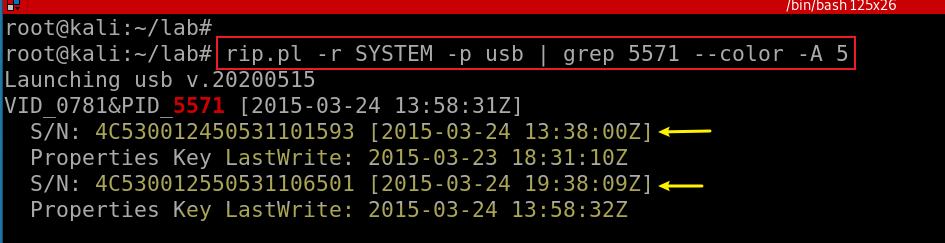 /bin/bash 125x26
root@kali:~/lab#
root@kali:~/lab# rip.pl -r SYSTEM -p usb | grep 5571 --color -A 5
Launching usb v.20200515
VID_0781&PID_5571 [2015-03-24 13:58:31Z]
S/N: 4C530012450531101593 [2015-03-24 13:38:00Z]
Properties Key LastWrite: 2015-03-23 18:31:10Z
S/N: 4C530012550531106501 [2015-03-24 19:38:09Z]
Properties Key LastWrite: 2015-03-24 13:58:32Z